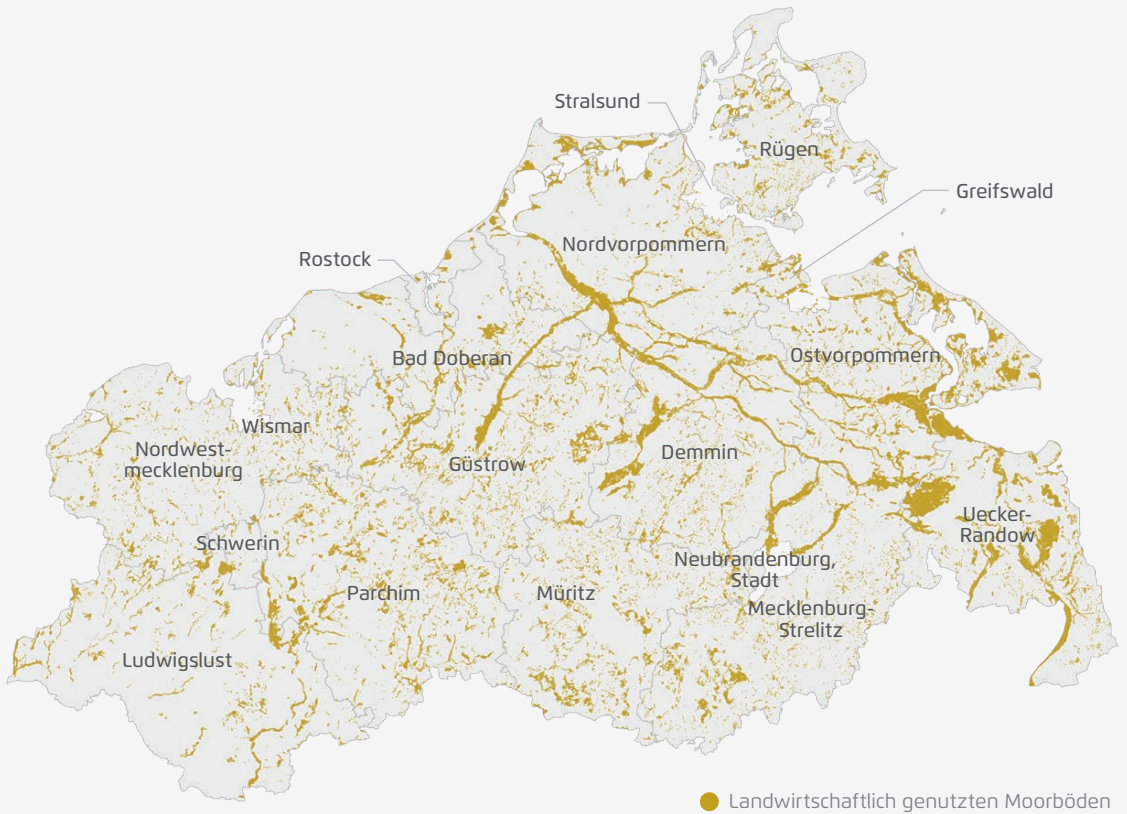 Stralsund
Rügen
Greifswald
Nordvorpommern
Rostock
Bad Doberan
Ostvorpommern
Wismar
Nordwest-
mecklenburg
Güstrow
Demmin
Schwerin
Uecker-
Randow
Neubrandenburg,
Stadt
Parchim
Müritz
Mecklenburg-
Strelitz
Ludwigslust
Landwirtschaftlich genutzten Moorböden